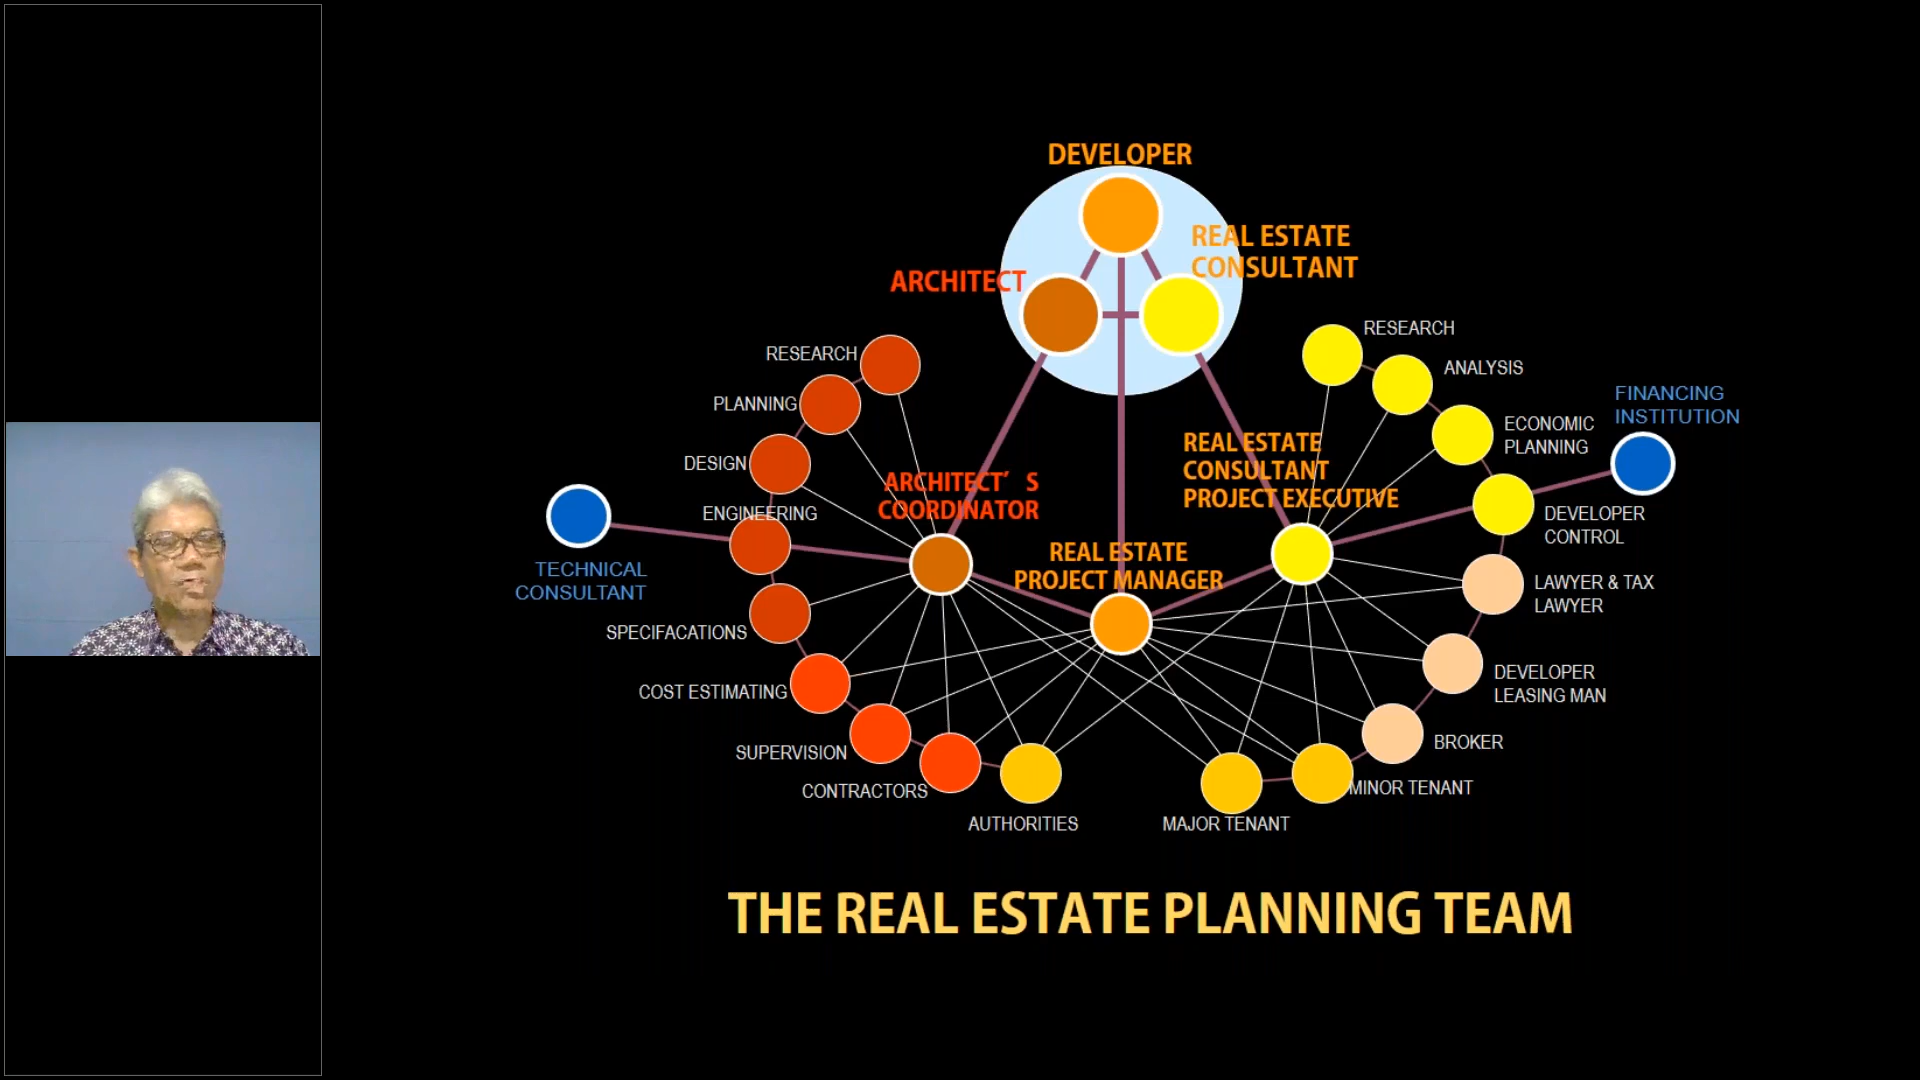 DEVELOPER
REAL ESTATE
CONSULTANT
ARCHITECT
RESEARCH
PLANNING
DESIGN
ENGINEERING
ARCHITECT’S
COORDINATOR
TECHNICAL
CONSULTANT
SPECIFACATIONS
COST ESTIMATING
SUPERVISION
CONTRACTORS
AUTHORITIES
REAL ESTATE
PROJECT MANAGER
REAL ESTATE
CONSULTANT
PROJECT EXECUTIVE
RESEARCH
ANALYSIS
ECONOMIC
PLANNING
FINANCING
INSTITUTION
DEVELOPER
CONTROL
LAWYER & TAX
LAWYER
DEVELOPER
LEASING MAN
BROKER
MINOR TENANT
MAJOR TENANT
THE REAL ESTATE PLANNING TEAM